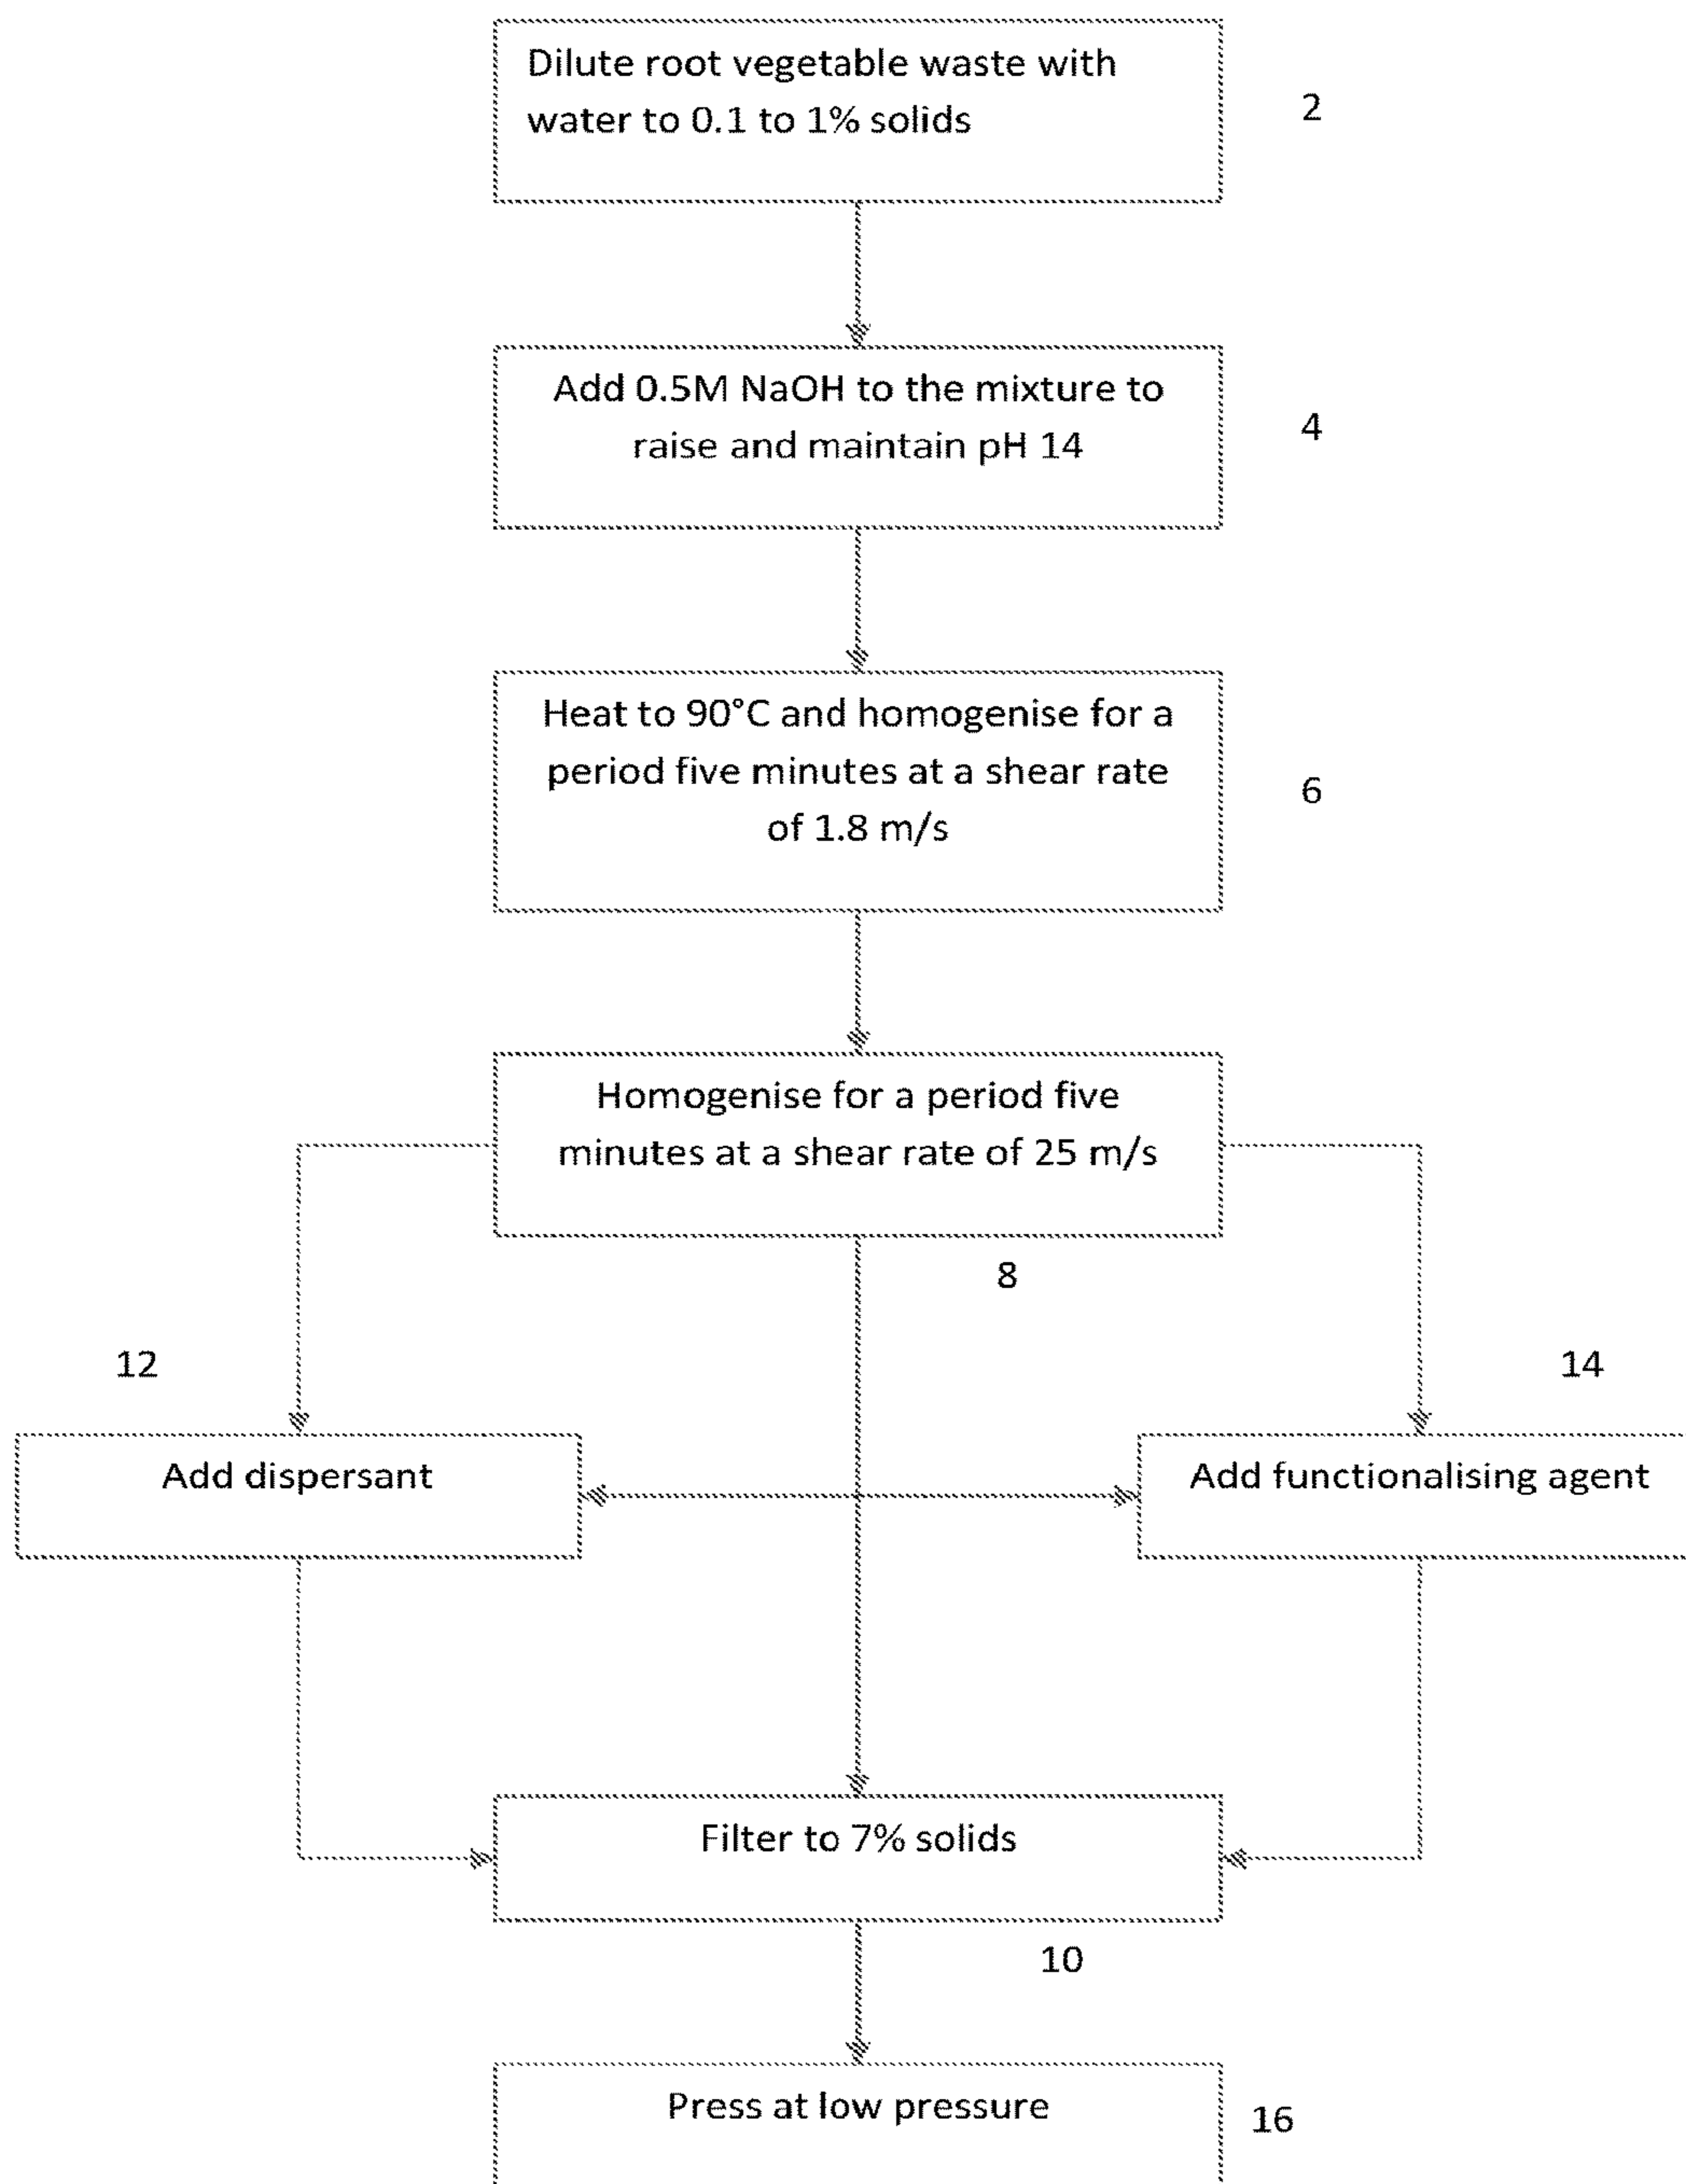 Dilute root vegetable waste with
water to 0.1 to 1% solids
2
Add 0.5M NaOH to the mixture to
raise and maintain pH 14
4
Heat to 90°C and homogenise for a
period five minutes at a shear rate
of 1.8 m/s
6
Homogenise for a period five
minutes at a shear rate of 25 m/s
8
12
14
Add dispersant
Add functionalising agent
Filter to 7% solids
10
Press at low pressure
16